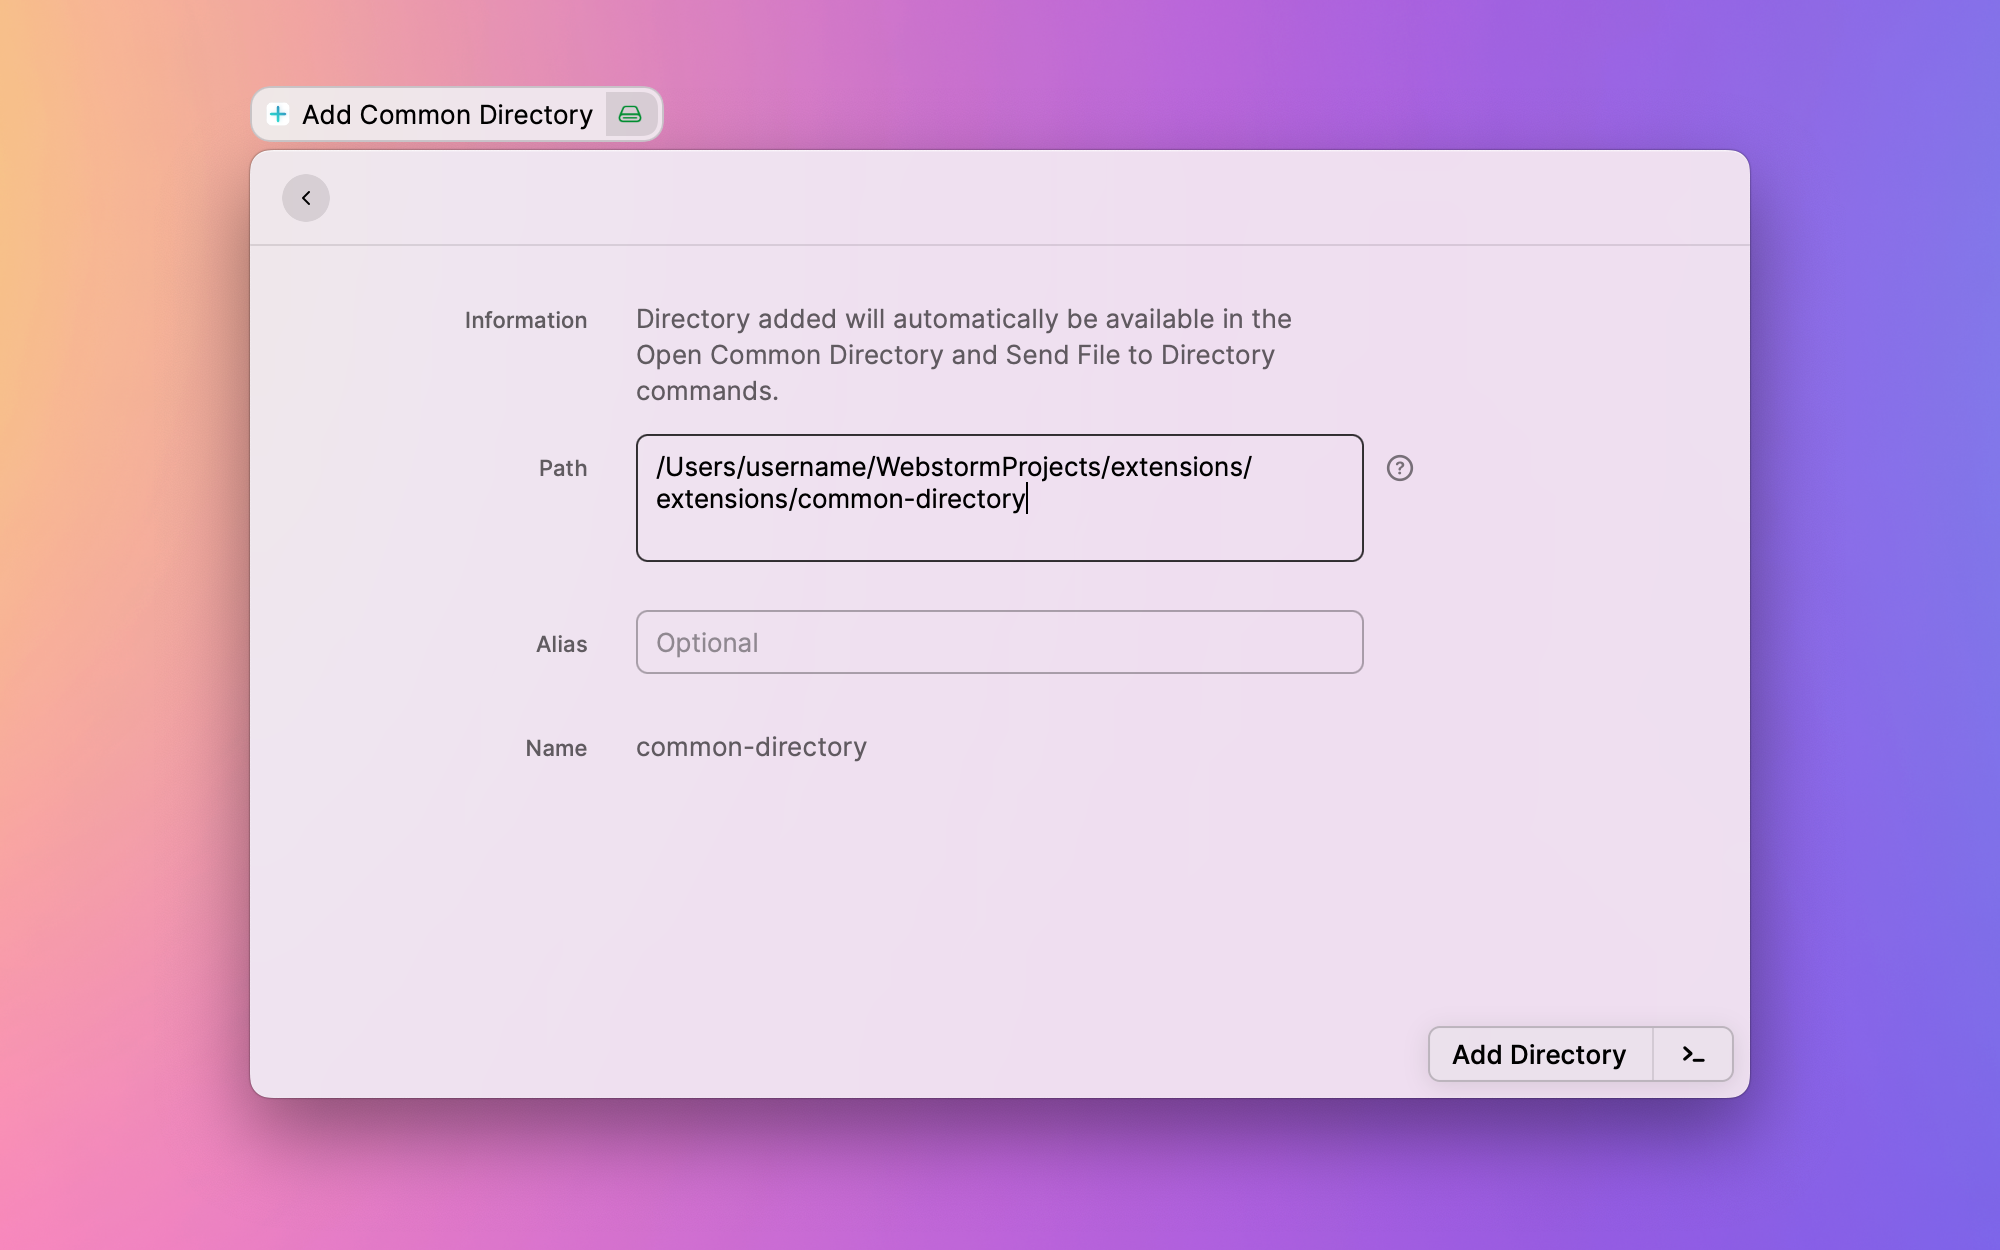 Add Common Directory
Information
Directory added will automatically be available in the
Open Common Directory and Send File to Directory
commands.
Path
/Users/username/WebstormProjects/extensions/
extensions/common-directory
Alias
Optional
Name
common-directory
Add Directory